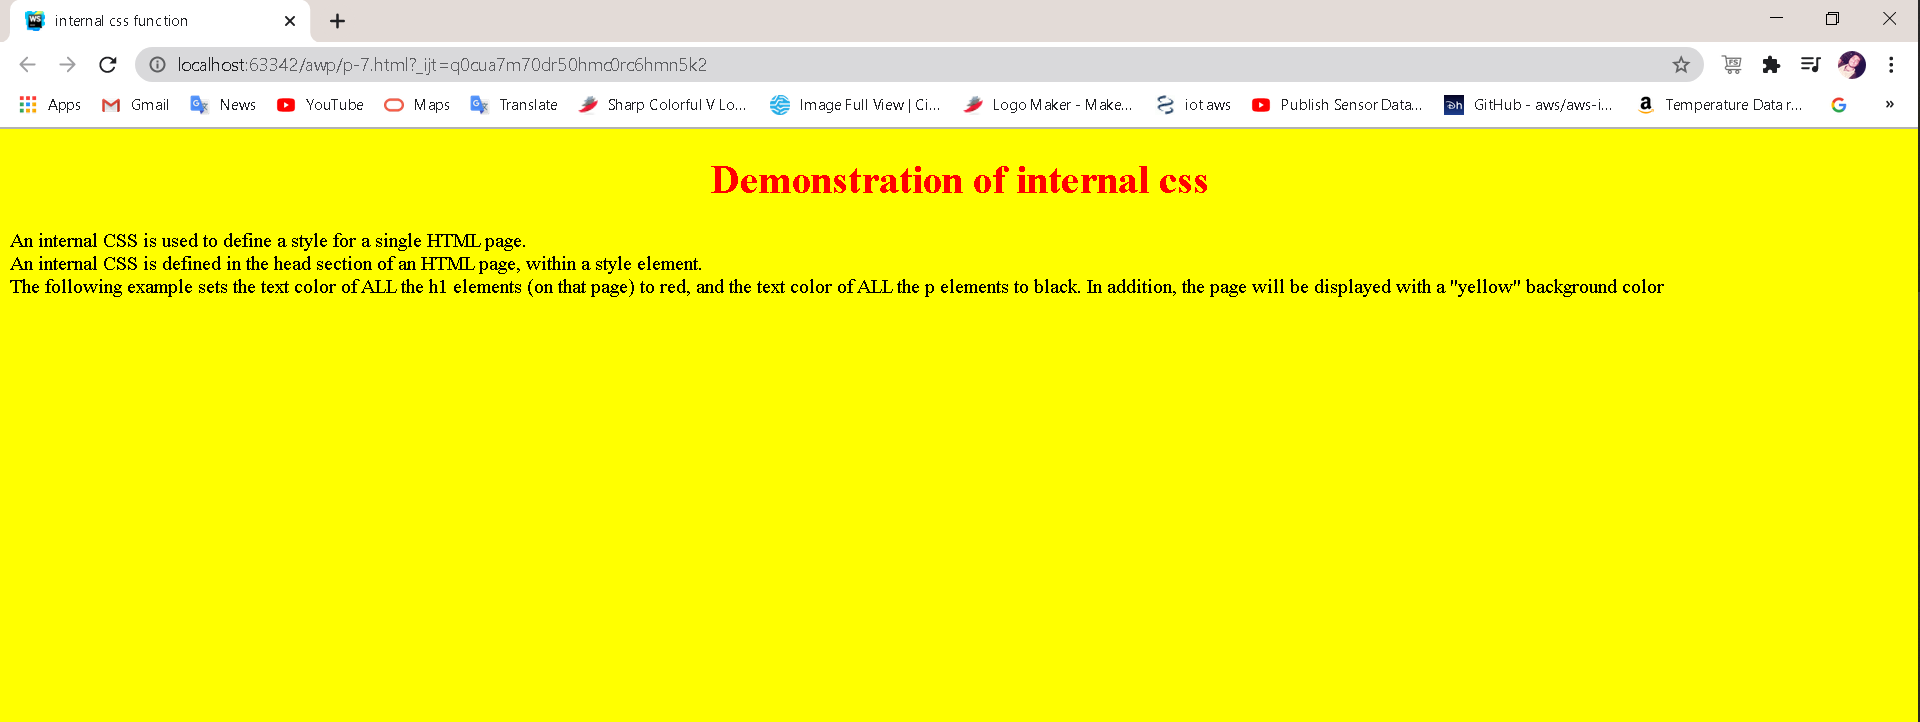 internal css function
localhost:63342/awp/p-7.html?_ijt=q0cua7m70dr50hmc0rc6hmn5k2
Apps Gmail News YouTube Maps Translate Sharp Colorful V Lo... Image Full View | Ci... Logo Maker - Make... iot aws Publish Sensor Data... GitHub - aws/aws-i... Temperature Data r... »
Demonstration of internal css
An internal CSS is used to define a style for a single HTML page.
An internal CSS is defined in the head section of an HTML page, within a style element.
The following example sets the text color of ALL the h1 elements (on that page) to red, and the text color of ALL the p elements to black. In addition, the page will be displayed with a "yellow" background color